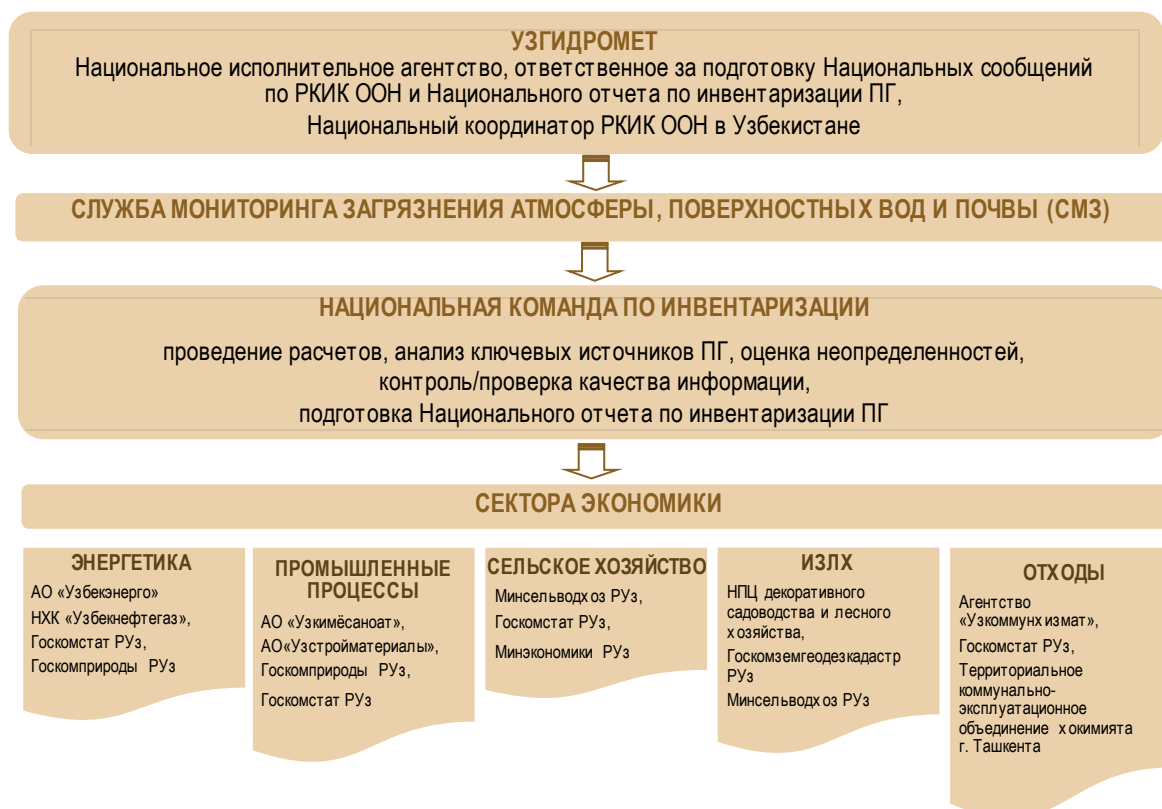 УЗГИДРОМЕТ
Национальное исполнительное агентство, ответственное за подготовку Национальных сообщений
по РКИК ООН и Национального отчета по инвентаризации ПГ,
Национальный координатор РКИК ООН в Узбекистане
СЛУЖБА МОНИТОРИНГА ЗАГРЯЗНЕНИЯ АТМОСФЕРЫ, ПОВЕРХНОСТНЫХ ВОД И ПОЧВЫ (СМЗ)
НАЦИОНАЛЬНАЯ КОМАНДА ПО ИНВЕНТАРИЗАЦИИ
проведение расчетов, анализ ключевых источников ПГ, оценка неопределенностей,
контроль/проверка качества информации,
подготовка Национального отчета по инвентаризации ПГ
СЕКТОРА ЭКОНОМИКИ
ЭНЕРГЕТИКА
АО «Узбекэнерго»
НХК «Узбекнефтегаз»,
Госкомстат РУз,
Госкомприроды РУз
ПРОМЫШЛЕННЫЕ
ПРОЦЕССЫ
АО «Узкимёсаноат»,
АО«Узстройматериалы»,
Госкомприроды РУз,
Госкомстат РУз
СЕЛЬСКОЕ ХОЗЯЙСТВО
Минсельводхоз РУз,
Госкомстат РУз,
Минэкономики РУз
ИЗЛХ
НПЦ декоративного
садоводства и лесного
хозяйства,
Госкомземгеодезкадастр
РУз
Минсельводхоз РУз
ОТХОДЫ
Агентство
«Узкоммунхизмат»,
Госкомстат РУз,
Территориальное
коммунально-
эксплуатационное
объединение хокимията
г. Ташкента